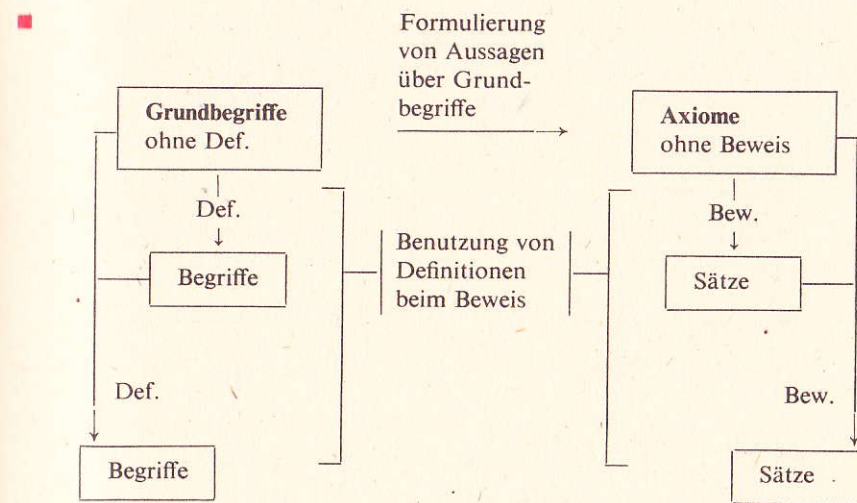 Formulierung
von Aussagen
über Grund-
begriffe
Grundbegriffe
ohne Def.
Axiome
ohne Beweis
Def.
Bew.
Begriffe
Benutzung von
Definitionen
beim Beweis
Sätze
Def.
Bew.
Begriffe
Sätze